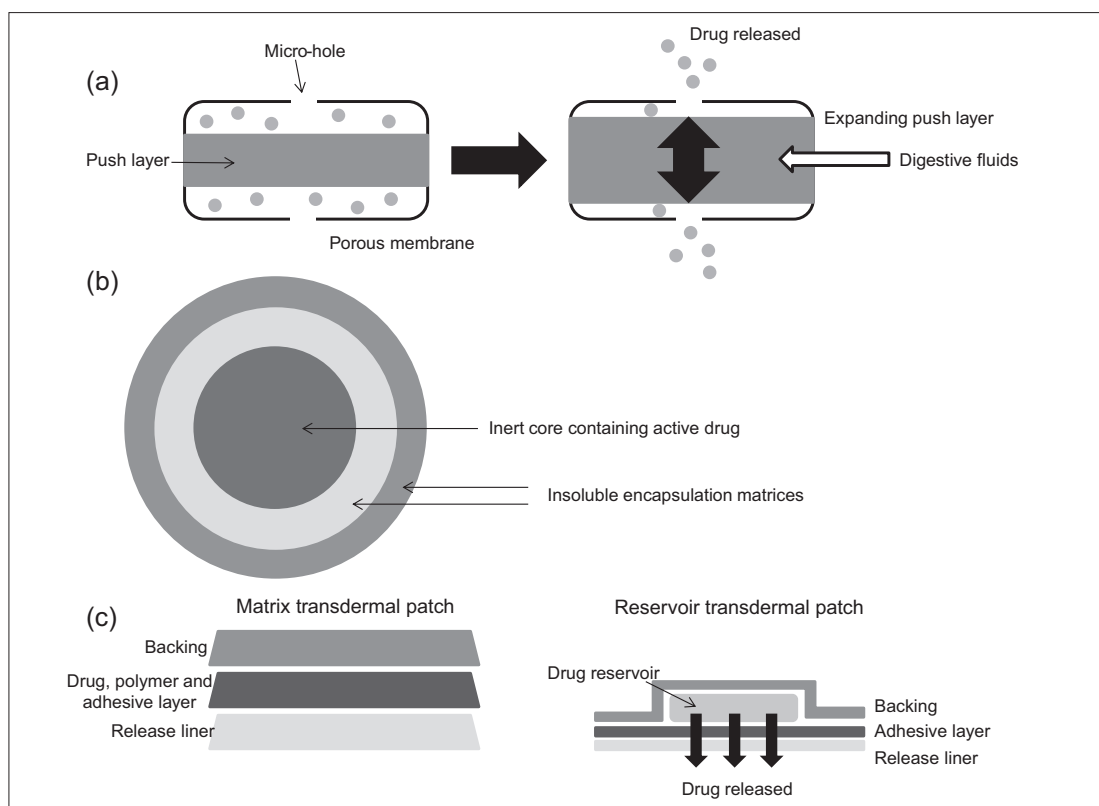 (a)
Micro-hole
Drug released
Push layer
Expanding push layer
Digestive fluids
Porous membrane
(b)
Inert core containing active drug
Insoluble encapsulation matrices
(c)
Matrix transdermal patch
Backing
Drug, polymer and
adhesive layer
Release liner
Reservoir transdermal patch
Drug reservoir
Backing
Adhesive layer
Release liner
Drug released